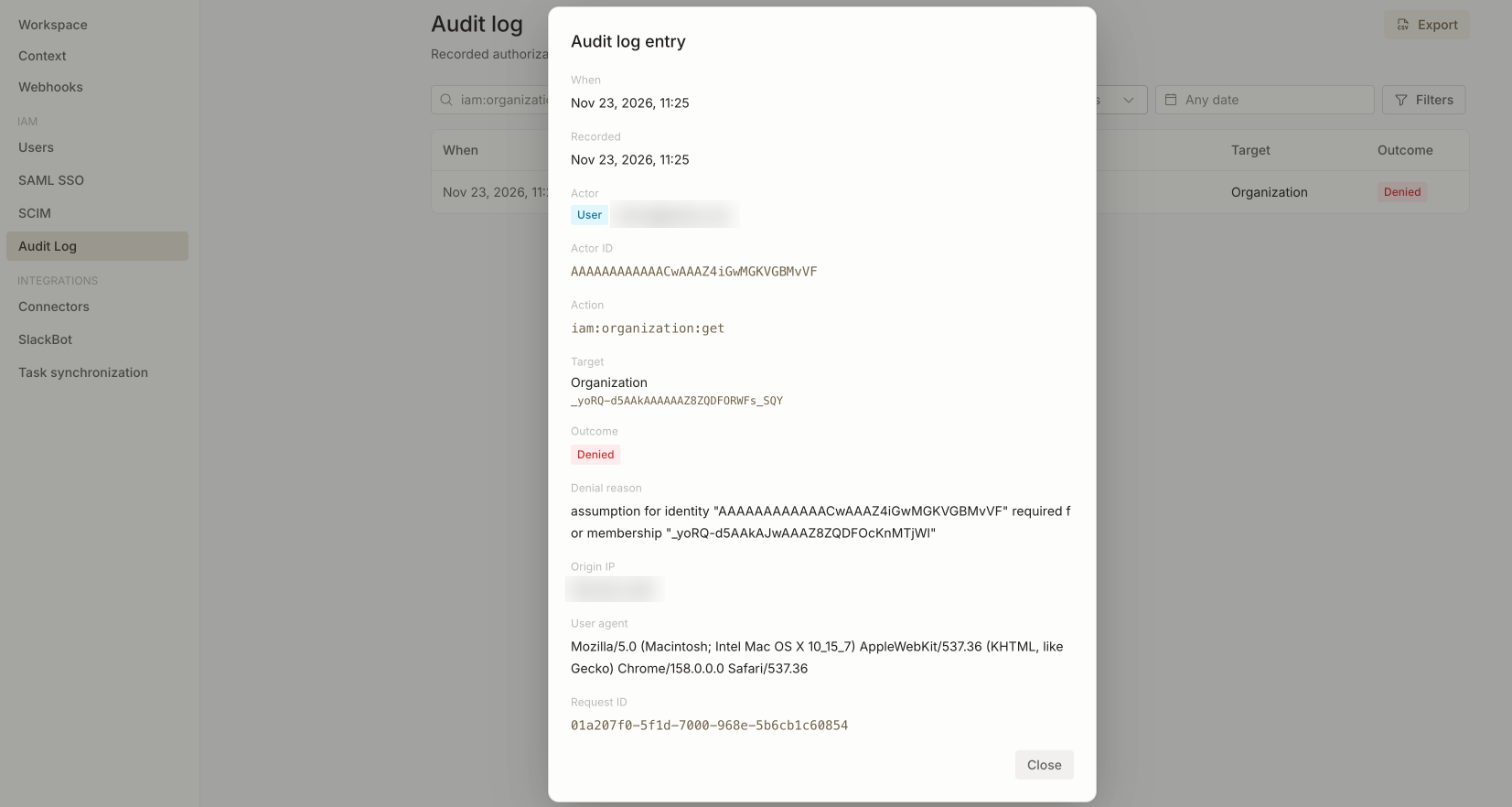 Workspace
Context
Webhooks
IAM
Users
SAML SSO
SCIM
Audit Log
INTEGRATIONS
Connectors
SlackBot
Task synchronization
Audit log
Recorded authoriza
Export
iam:organizatio
s
Any date
Filters
When
Target
Outcome
Nov 23, 2026, 11:2
Organization
Denied
Audit log entry
When
Nov 23, 2026, 11:25
Recorded
Nov 23, 2026, 11:25
Actor
User
Actor ID
AAAAAAAAAAAACwAAAZ4iGwMGKVGBMvVF
Action
iam:organization:get
Target
Organization
_yoRQ-d5AAkAAAAAAZ8ZQDFORWFs_SQY
Outcome
Denied
Denial reason
assumption for identity "AAAAAAAAAAAACwAAAZ4iGwMGKVGBMvVF" required f
or membership "_yoRQ-d5AAkAJwAAAZ8ZQDFOcKnMTjWl"
Origin IP
User agent
Mozilla/5.0 (Macintosh; Intel Mac OS X 10_15_7) AppleWebKit/537.36 (KHTML, like
Gecko) Chrome/158.0.0.0 Safari/537.36
Request ID
01a207f0-5f1d-7000-968e-5b6cb1c60854
Close